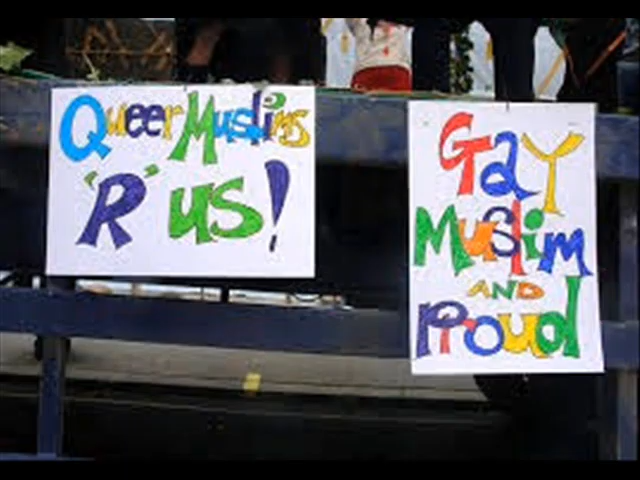 Queer Muslims
'R' US!
GAY
Muslim
AND
Proud